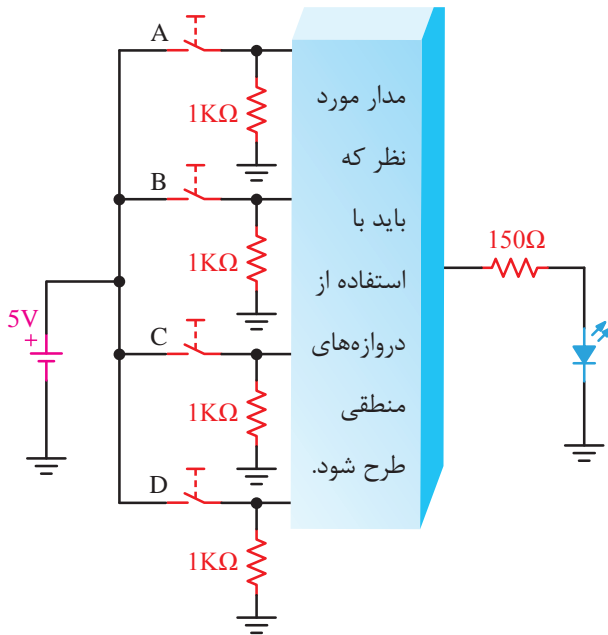 A
1KΩ
B
1KΩ
5V
+
C
1KΩ
D
1KΩ
مدار مورد
نظر که
باید با
استفاده از
دروازه‌های
منطقی
طرح شود.
150Ω